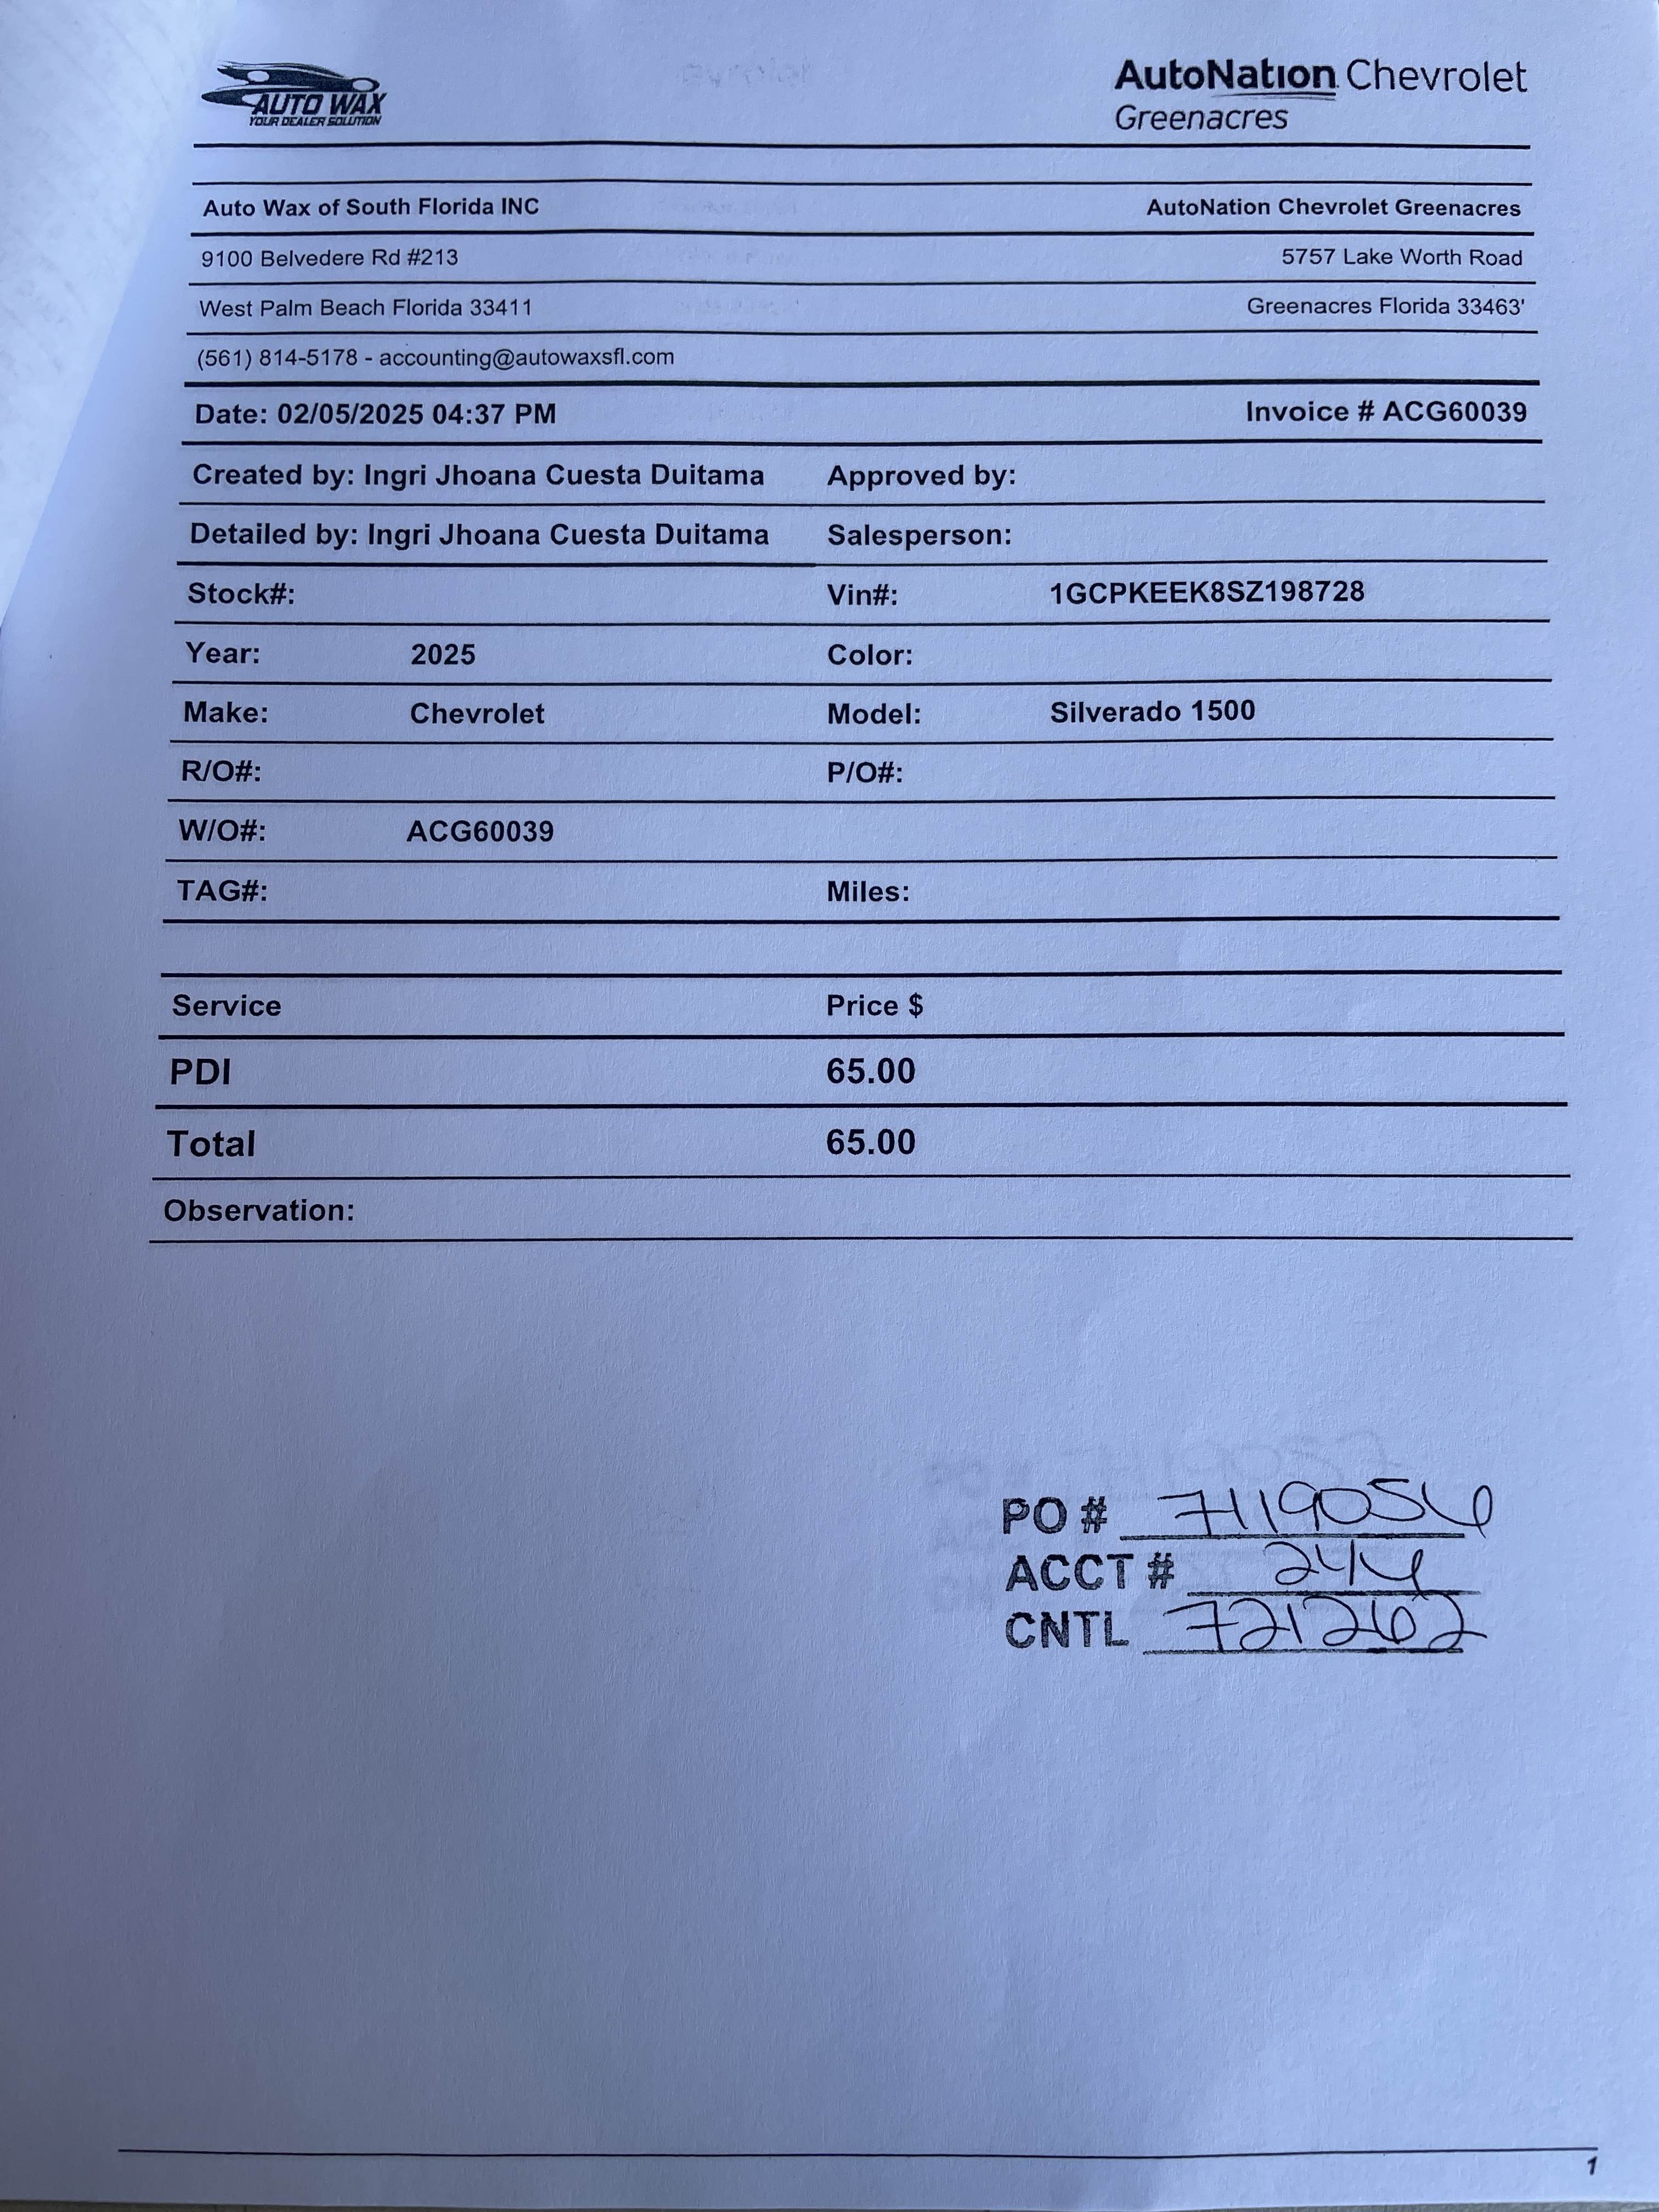 AUTO WAX
YOUR DEALER SOLUTION
AutoNation Chevrolet
Greenacres
Auto Wax of South Florida INC AutoNation Chevrolet Greenacres
9100 Belvedere Rd #213 5757 Lake Worth Road
West Palm Beach Florida 33411 Greenacres Florida 33463'
(561) 814-5178 - accounting@autowaxsfl.com
Date: 02/05/2025 04:37 PM Invoice # ACG60039
Created by: Ingri Jhoana Cuesta Duitama Approved by:
Detailed by: Ingri Jhoana Cuesta Duitama Salesperson:
Stock#: Vin#: 1GCPKEEK8SZ198728
Year: 2025 Color:
Make: Chevrolet Model: Silverado 1500
R/O#: P/O#:
W/O#: ACG60039
TAG#: Miles:
Service Price $
PDI 65.00
Total 65.00
Observation:
PO # 7119056
ACCT #
CNTL 721262
1